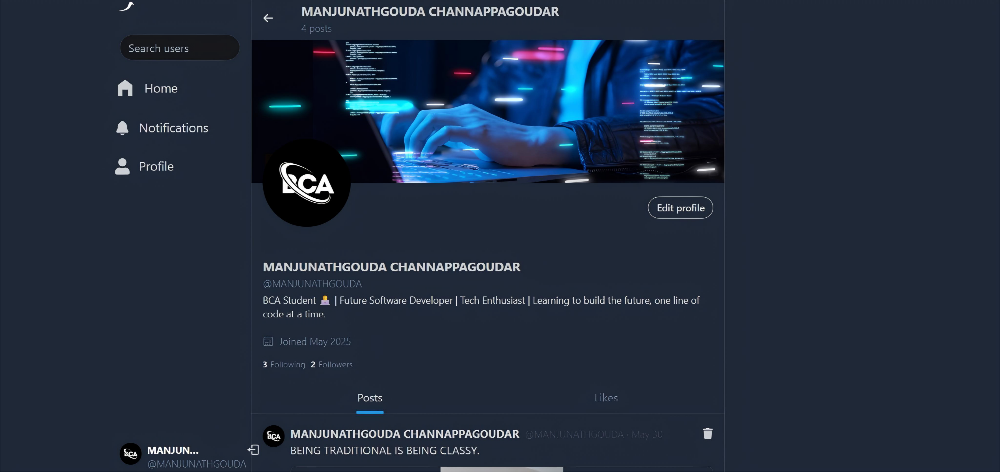 MANJUNATHGOUDA CHANNAPPAGOUDAR
4 posts
Search users
Home
Notifications
Profile
BCA
Edit profile
MANJUNATHGOUDA CHANNAPPAGOUDAR
@MANJUNATHGOUDA
BCA Student 🧑‍💻 | Future Software Developer | Tech Enthusiast | Learning to build the future, one line of
code at a time.
Joined May 2025
3 Following 2 Followers
Posts
Likes
BCA
MANJUNATHGOUDA CHANNAPPAGOUDAR @MANJUNATHGOUDA · May 30
BEING TRADITIONAL IS BEING CLASSY.
BCA
MANJUN...
@MANJUNATHGOUDA